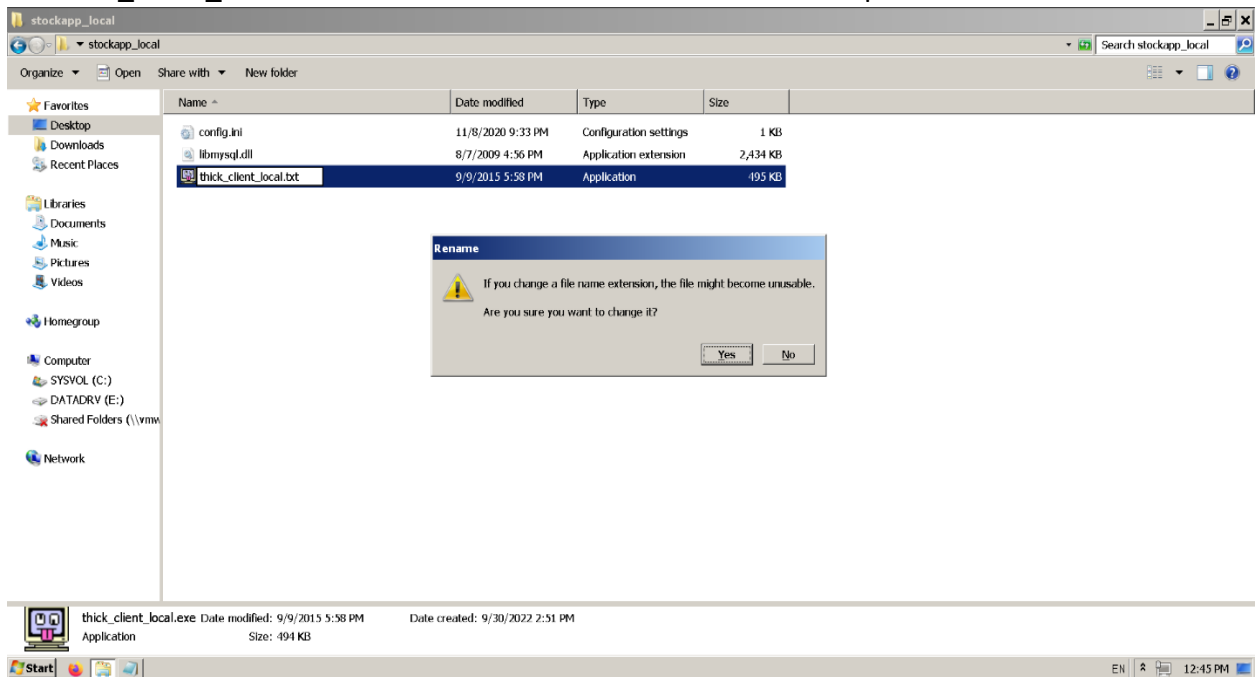 stockapp_local
stockapp_local
Search stockapp_local
Organize Open Share with New folder
Name Date modified Type Size
Favorites
Desktop
Downloads
Recent Places
Libraries
Documents
Music
Pictures
Videos
Homegroup
Computer
SYSVOL (C:)
DATADRV (E:)
Shared Folders (\\vmw
Network
config.ini 11/8/2020 9:33 PM Configuration settings 1 KB
libmysql.dll 8/7/2009 4:56 PM Application extension 2,434 KB
thick_client_local.txt 9/9/2015 5:58 PM Application 495 KB
Rename
If you change a file name extension, the file might become unusable.
Are you sure you want to change it?
Yes No
thick_client_local.exe Date modified: 9/9/2015 5:58 PM Date created: 9/30/2022 2:51 PM
Application Size: 494 KB
Start EN 12:45 PM